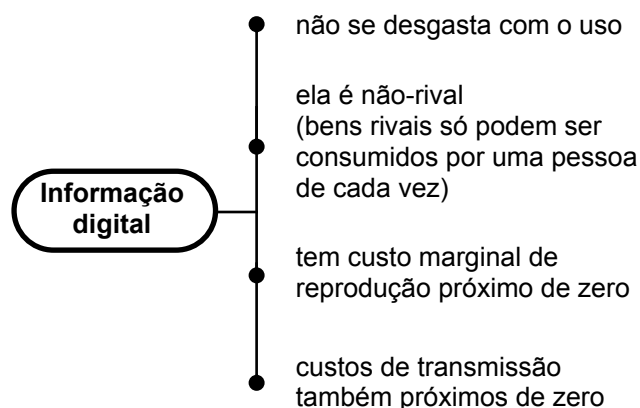 não se desgasta com o uso
ela é não-rival
(bens rivais só podem ser
consumidos por uma pessoa
de cada vez)
Informação
digital
tem custo marginal de
reprodução próximo de zero
custos de transmissão
também próximos de zero